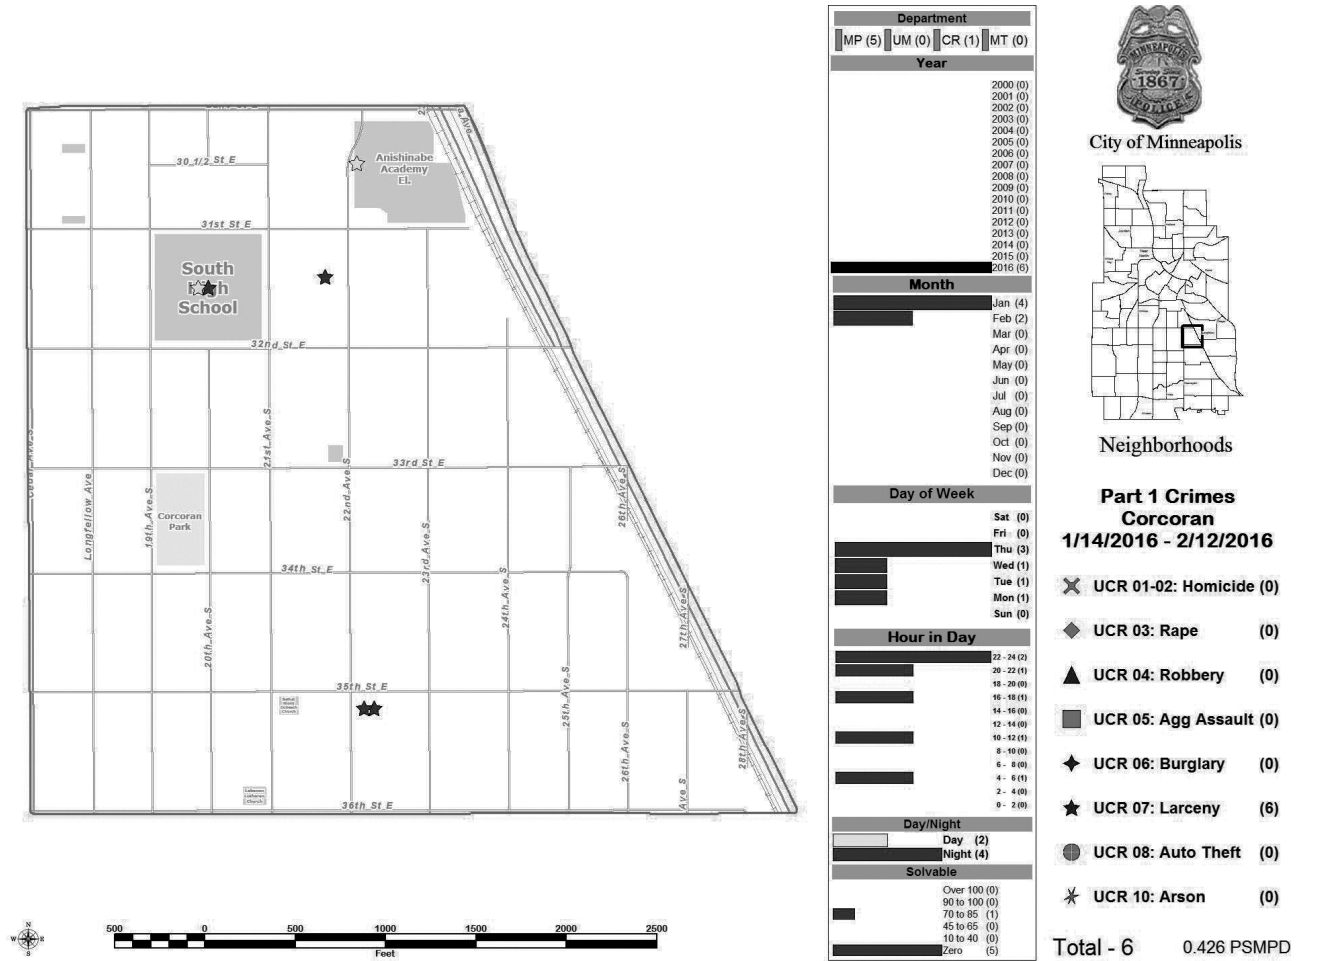 30 1/2 St E
Anishinabe
Academy
El.
31st St E
South
High
School
32nd St E
21st Ave S
22nd Ave S
33rd St E
26th Ave S
Longfellow Ave
19th Ave S
Corcoran
Park
23rd Ave S
34th St E
24th Ave S
20th Ave S
27th Ave S
35th St E
25th Ave S
26th Ave S
28th Ave S
Ave S
Lebanon
Lutheran
Church
36th St E
N
W E
S
500 0 500 1000 1500 2000 2500
Feet
Department
MP (5) UM (0) CR (1) MT (0)
Year
2000 (0)
2001 (0)
2002 (0)
2003 (0)
2004 (0)
2005 (0)
2006 (0)
2007 (0)
2008 (0)
2009 (0)
2010 (0)
2011 (0)
2012 (0)
2013 (0)
2014 (0)
2015 (0)
2016 (6)
Month
Jan (4)
Feb (2)
Mar (0)
Apr (0)
May (0)
Jun (0)
Jul (0)
Aug (0)
Sep (0)
Oct (0)
Nov (0)
Dec (0)
Day of Week
Sat (0)
Fri (0)
Thu (3)
Wed (1)
Tue (1)
Mon (1)
Sun (0)
Hour in Day
22 - 24 (2)
20 - 22 (1)
18 - 20 (0)
16 - 18 (1)
14 - 16 (0)
12 - 14 (0)
10 - 12 (1)
8 - 10 (0)
6 - 8 (0)
4 - 6 (1)
2 - 4 (0)
0 - 2 (0)
Day/Night
Day (2)
Night (4)
Solvable
Over 100 (0)
90 to 100 (0)
70 to 85 (1)
45 to 65 (0)
10 to 40 (0)
Zero (5)
MINNEAPOLIS
1867
POLICE
City of Minneapolis
Neighborhoods
Part 1 Crimes
Corcoran
1/14/2016 - 2/12/2016
UCR 01-02: Homicide (0)
UCR 03: Rape (0)
UCR 04: Robbery (0)
UCR 05: Agg Assault (0)
UCR 06: Burglary (0)
UCR 07: Larceny (6)
UCR 08: Auto Theft (0)
UCR 10: Arson (0)
Total - 6 0.426 PSMPD